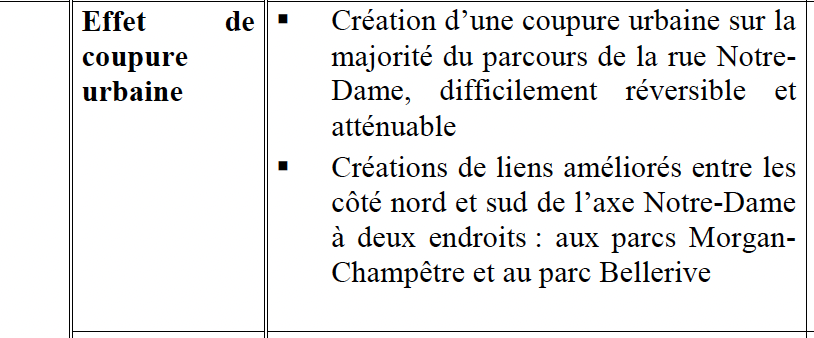 Effet de
coupure
urbaine
▪ Création d'une coupure urbaine sur la
majorité du parcours de la rue Notre-
Dame, difficilement réversible et
atténuable
▪ Créations de liens améliorés entre les
côté nord et sud de l'axe Notre-Dame
à deux endroits : aux parcs Morgan-
Champêtre et au parc Bellerive